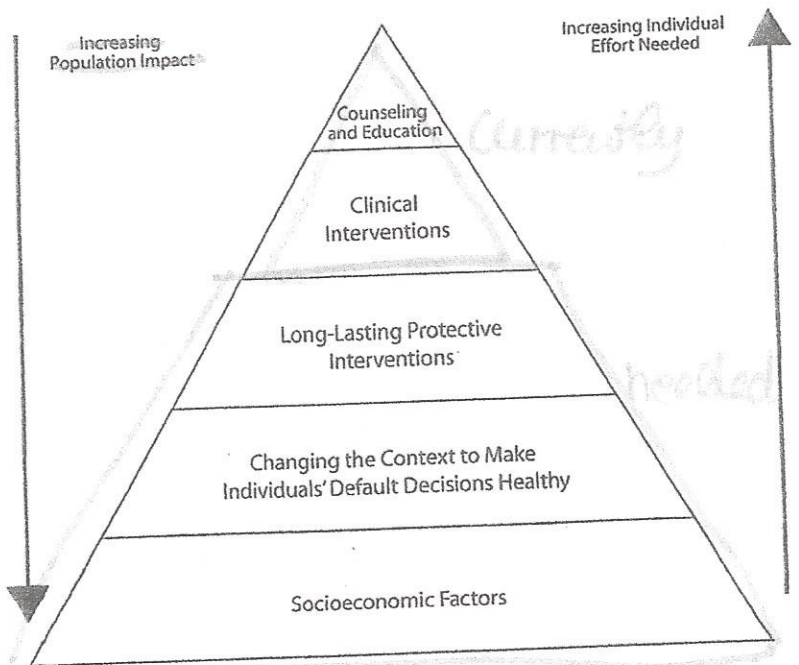 Increasing
Population Impact
Increasing Individual
Effort Needed
Counseling
and Education
Currently
Clinical
Interventions
Long-Lasting Protective
Interventions
needed
Changing the Context to Make
Individuals' Default Decisions Healthy
Socioeconomic Factors